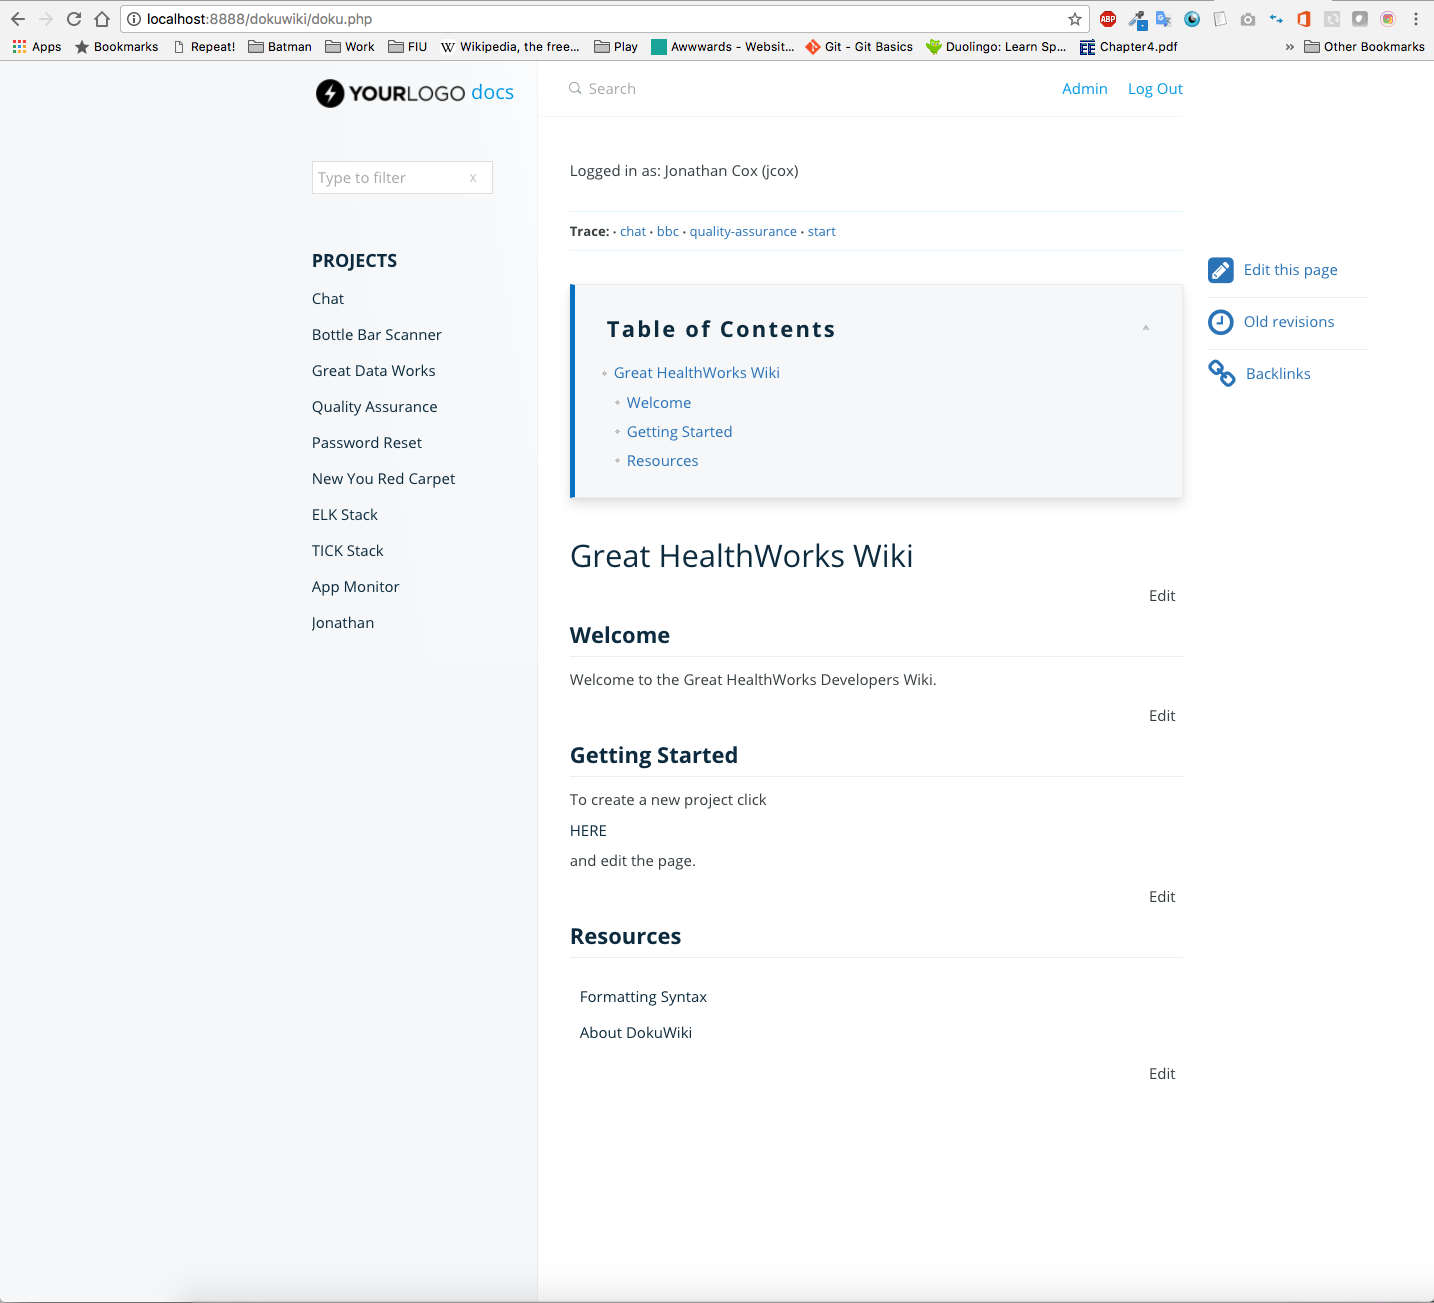 localhost:8888/dokuwiki/doku.php
ABP
Apps Bookmarks Repeat! Batman Work FIU Wikipedia, the free... Play Awwwards - Websit... Git - Git Basics Duolingo: Learn Sp... Chapter4.pdf » Other Bookmarks
YOURLOGO docs
Search
Admin Log Out
Type to filter x
PROJECTS
Chat
Bottle Bar Scanner
Great Data Works
Quality Assurance
Password Reset
New You Red Carpet
ELK Stack
TICK Stack
App Monitor
Jonathan
Logged in as: Jonathan Cox (jcox)
Trace: • chat • bbc • quality-assurance • start
Table of Contents
Great HealthWorks Wiki
Welcome
Getting Started
Resources
Great HealthWorks Wiki
Edit
Welcome
Welcome to the Great HealthWorks Developers Wiki.
Edit
Getting Started
To create a new project click
HERE
and edit the page.
Edit
Resources
Formatting Syntax
About DokuWiki
Edit
Edit this page
Old revisions
Backlinks